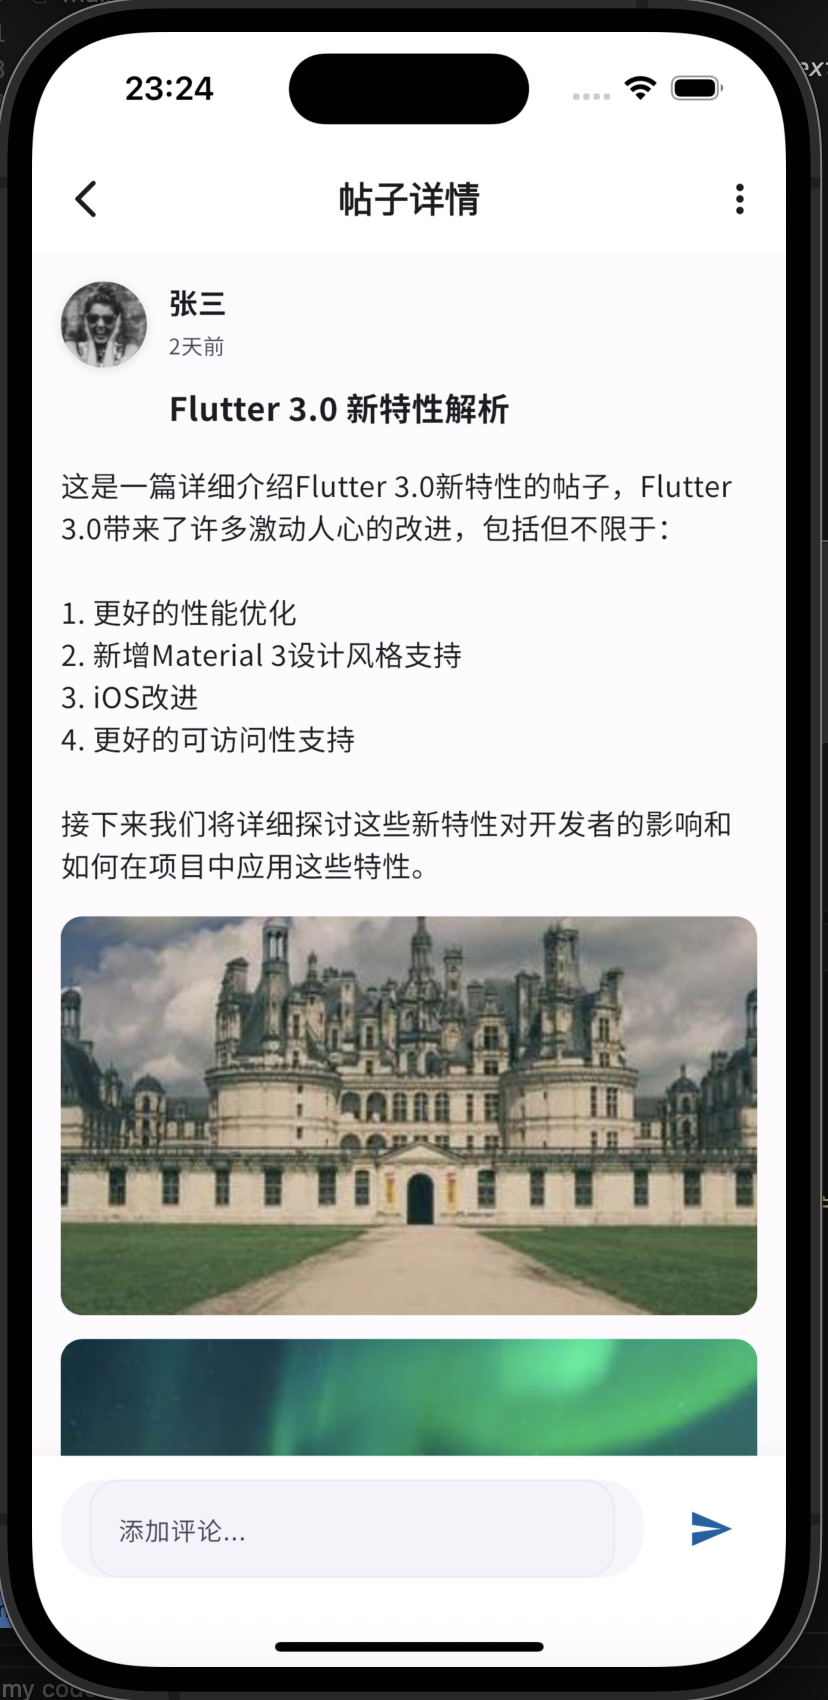 23:24
帖子详情
张三
2天前
Flutter 3.0 新特性解析
这是一篇详细介绍Flutter 3.0新特性的帖子，Flutter
3.0带来了许多激动人心的改进，包括但不限于：
1. 更好的性能优化
2. 新增Material 3设计风格支持
3. iOS改进
4. 更好的可访问性支持
接下来我们将详细探讨这些新特性对开发者的影响和
如何在项目中应用这些特性。
添加评论...
my cod